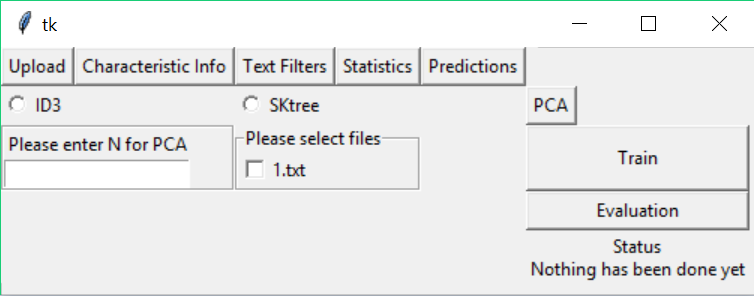 tk
Upload Characteristic Info Text Filters Statistics Predictions
ID3 SKtree PCA
Please enter N for PCA Please select files
1.txt
Train
Evaluation
Status
Nothing has been done yet